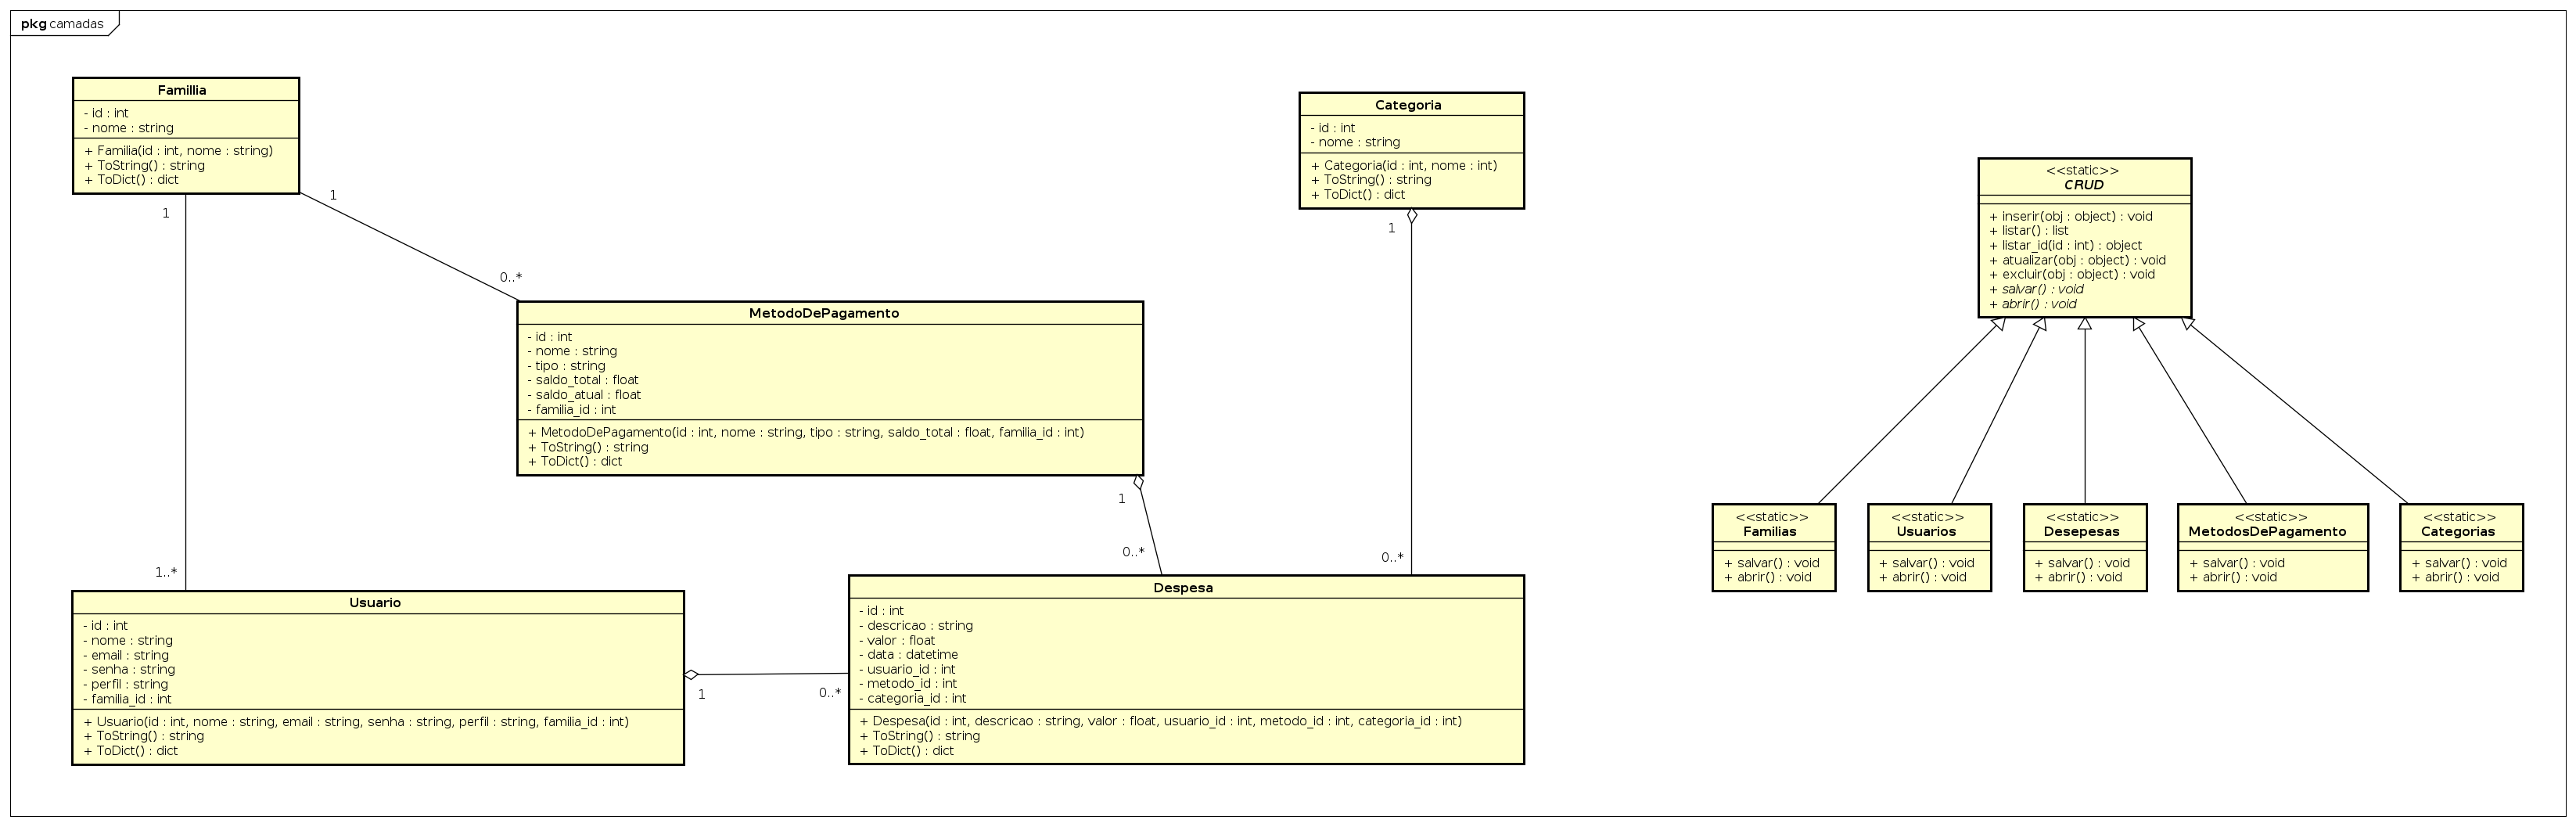 pkg camadas
Famillia
- id : int
- nome : string
+ Familia(id : int, nome : string)
+ ToString() : string
+ ToDict() : dict
1
1
0..*
1..*
Categoria
- id : int
- nome : string
+ Categoria(id : int, nome : int)
+ ToString() : string
+ ToDict() : dict
1
0..*
MetodoDePagamento
- id : int
- nome : string
- tipo : string
- saldo_total : float
- saldo_atual : float
- familia_id : int
+ MetodoDePagamento(id : int, nome : string, tipo : string, saldo_total : float, familia_id : int)
+ ToString() : string
+ ToDict() : dict
1
0..*
Usuario
- id : int
- nome : string
- email : string
- senha : string
- perfil : string
- familia_id : int
+ Usuario(id : int, nome : string, email : string, senha : string, perfil : string, familia_id : int)
+ ToString() : string
+ ToDict() : dict
1
0..*
Despesa
- id : int
- descricao : string
- valor : float
- data : datetime
- usuario_id : int
- metodo_id : int
- categoria_id : int
+ Despesa(id : int, descricao : string, valor : float, usuario_id : int, metodo_id : int, categoria_id : int)
+ ToString() : string
+ ToDict() : dict
<<static>>
CRUD
+ inserir(obj : object) : void
+ listar() : list
+ listar_id(id : int) : object
+ atualizar(obj : object) : void
+ excluir(obj : object) : void
+ salvar() : void
+ abrir() : void
<<static>>
Familias
+ salvar() : void
+ abrir() : void
<<static>>
Usuarios
+ salvar() : void
+ abrir() : void
<<static>>
Desepesas
+ salvar() : void
+ abrir() : void
<<static>>
MetodosDePagamento
+ salvar() : void
+ abrir() : void
<<static>>
Categorias
+ salvar() : void
+ abrir() : void